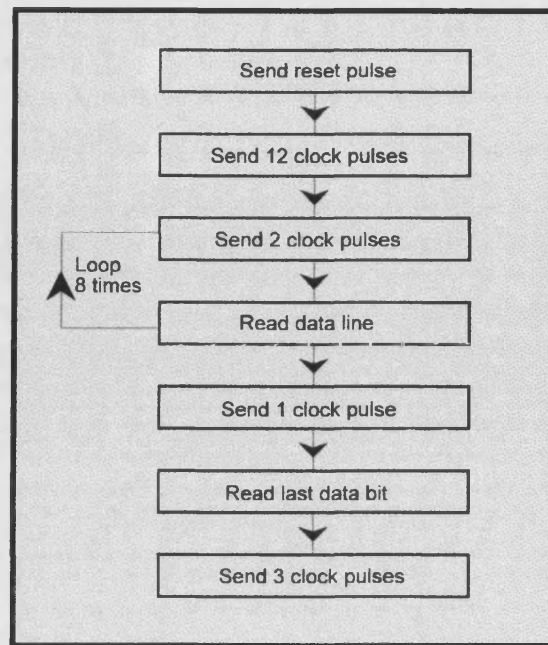 Send reset pulse
Send 12 clock pulses
Send 2 clock pulses
Loop
8 times
Read data line
Send 1 clock pulse
Read last data bit
Send 3 clock pulses